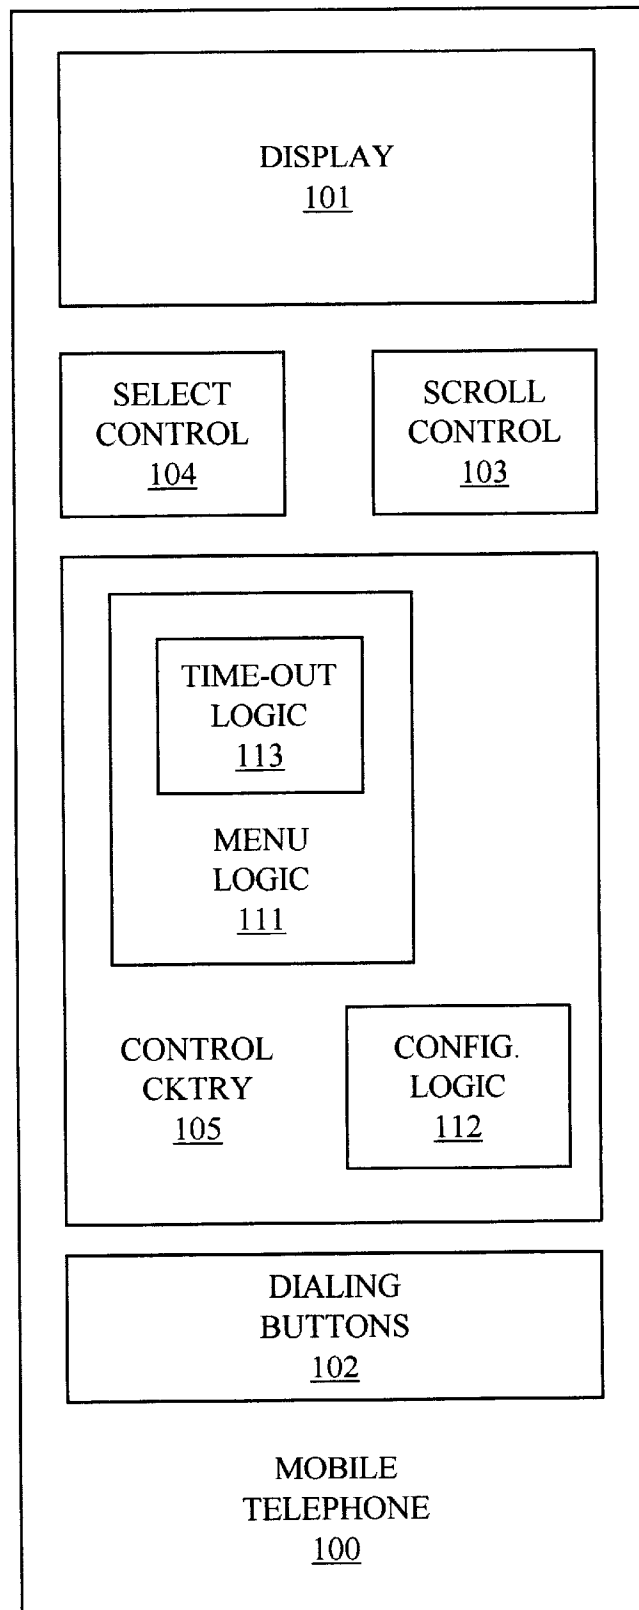 DISPLAY
101
SELECT
CONTROL
104
SCROLL
CONTROL
103
TIME-OUT
LOGIC
113
MENU
LOGIC
111
CONTROL
CKTRY
105
CONFIG.
LOGIC
112
DIALING
BUTTONS
102
MOBILE
TELEPHONE
100